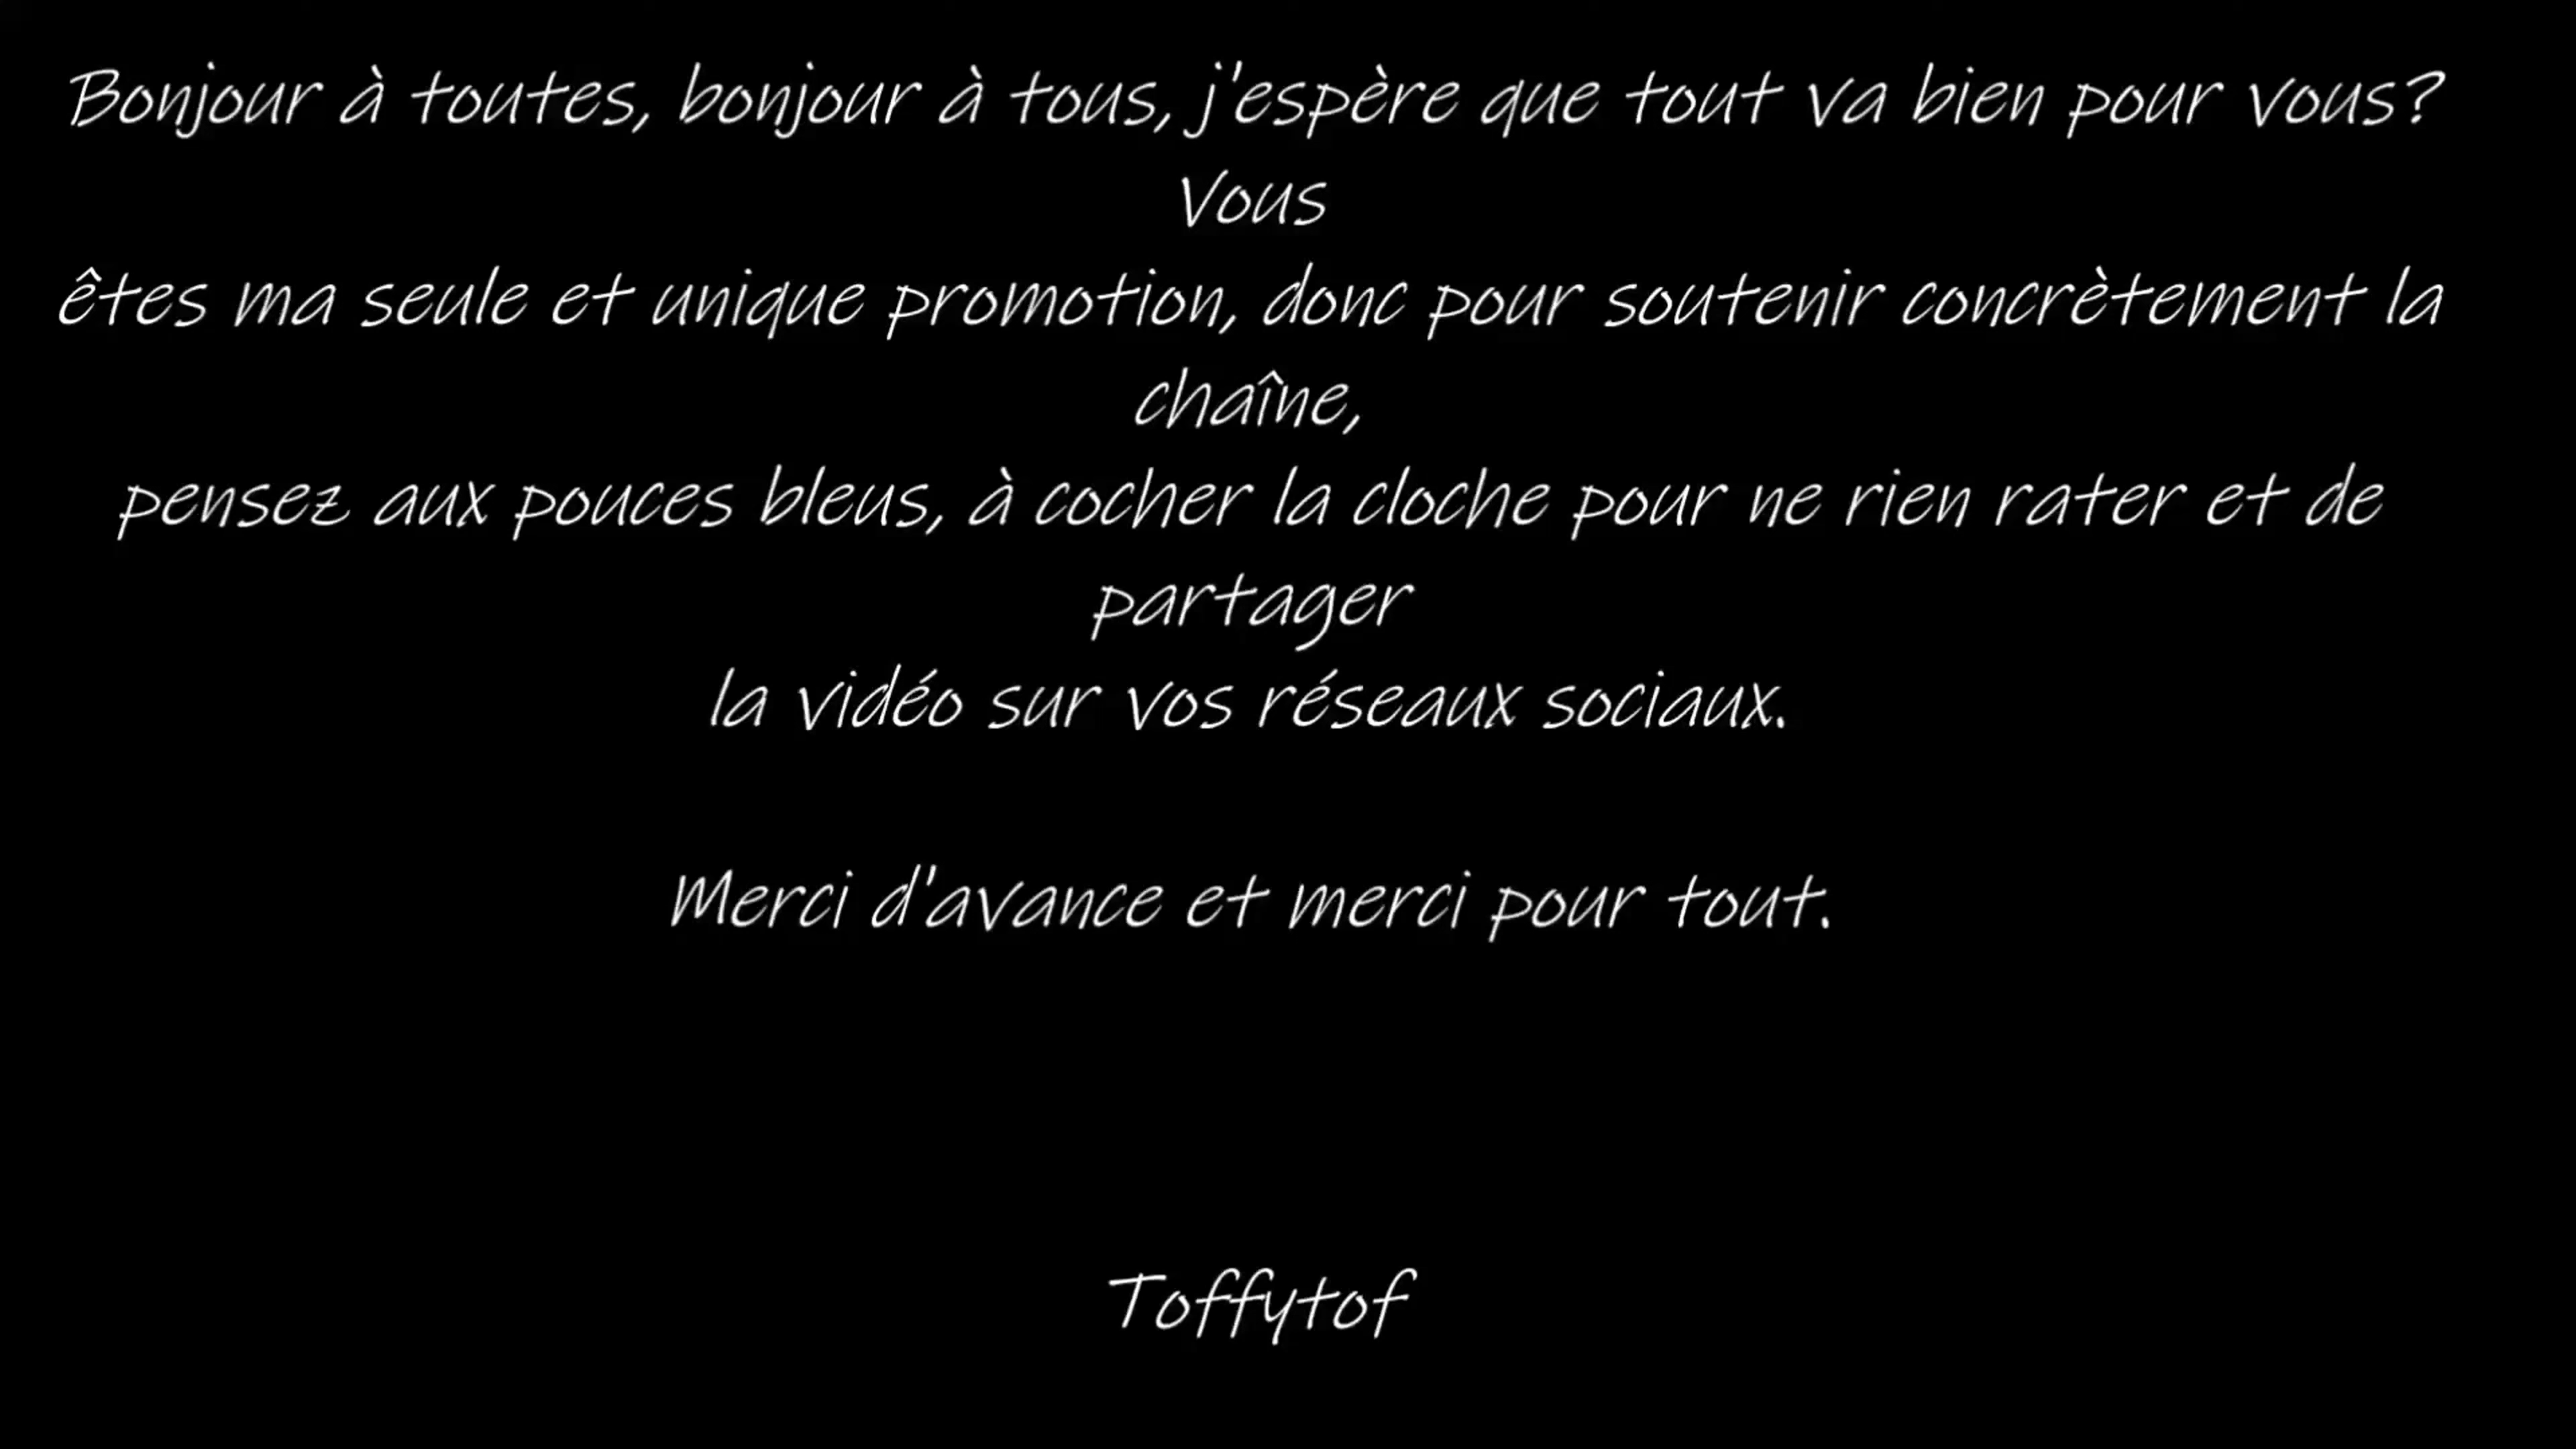 Bonjour à toutes, bonjour à tous, j'espère que tout va bien pour vous?
Vous
êtes ma seule et unique promotion, donc pour soutenir concrètement la
chaîne,
pensez aux pouces bleus, à cocher la cloche pour ne rien rater et de
partager
la vidéo sur vos réseaux sociaux.
Merci d'avance et merci pour tout.
Toffytof